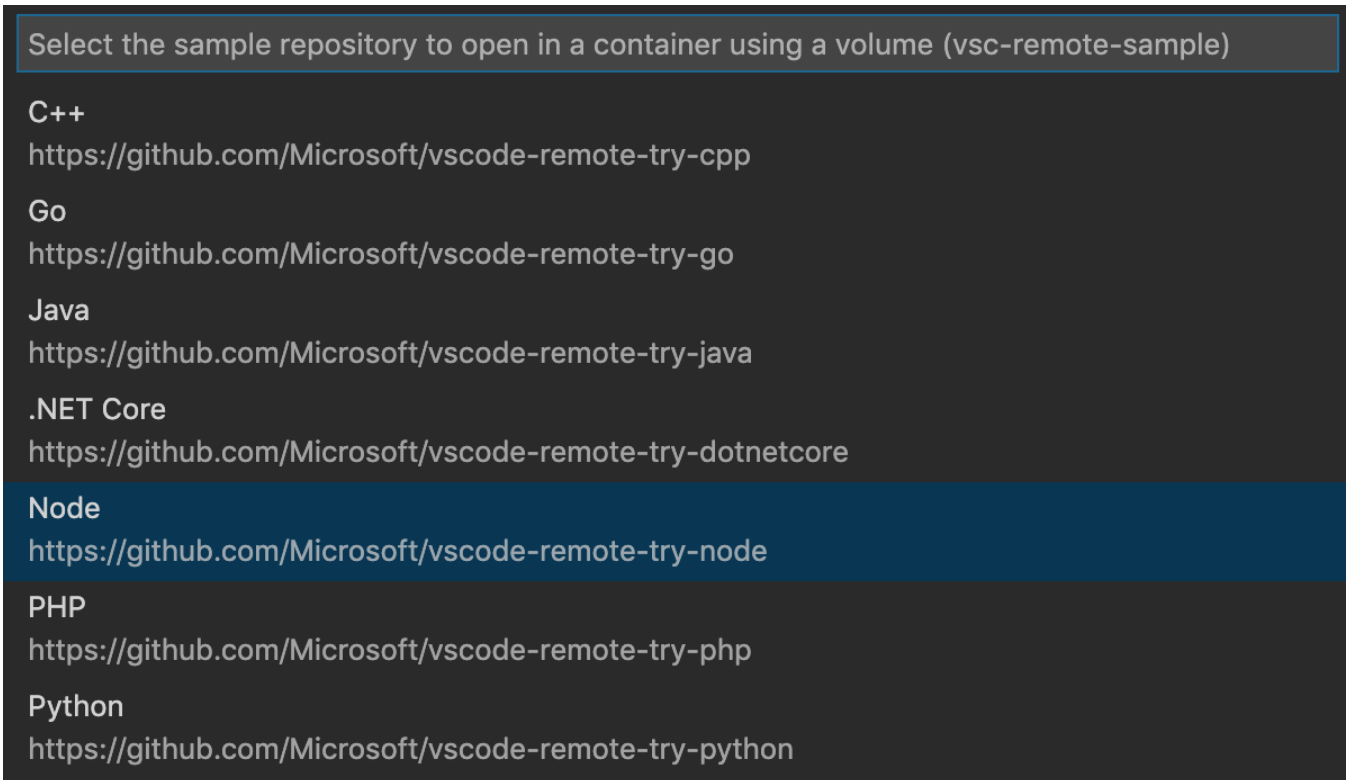 Select the sample repository to open in a container using a volume (vsc-remote-sample)
C++
https://github.com/Microsoft/vscode-remote-try-cpp
Go
https://github.com/Microsoft/vscode-remote-try-go
Java
https://github.com/Microsoft/vscode-remote-try-java
.NET Core
https://github.com/Microsoft/vscode-remote-try-dotnetcore
Node
https://github.com/Microsoft/vscode-remote-try-node
PHP
https://github.com/Microsoft/vscode-remote-try-php
Python
https://github.com/Microsoft/vscode-remote-try-python